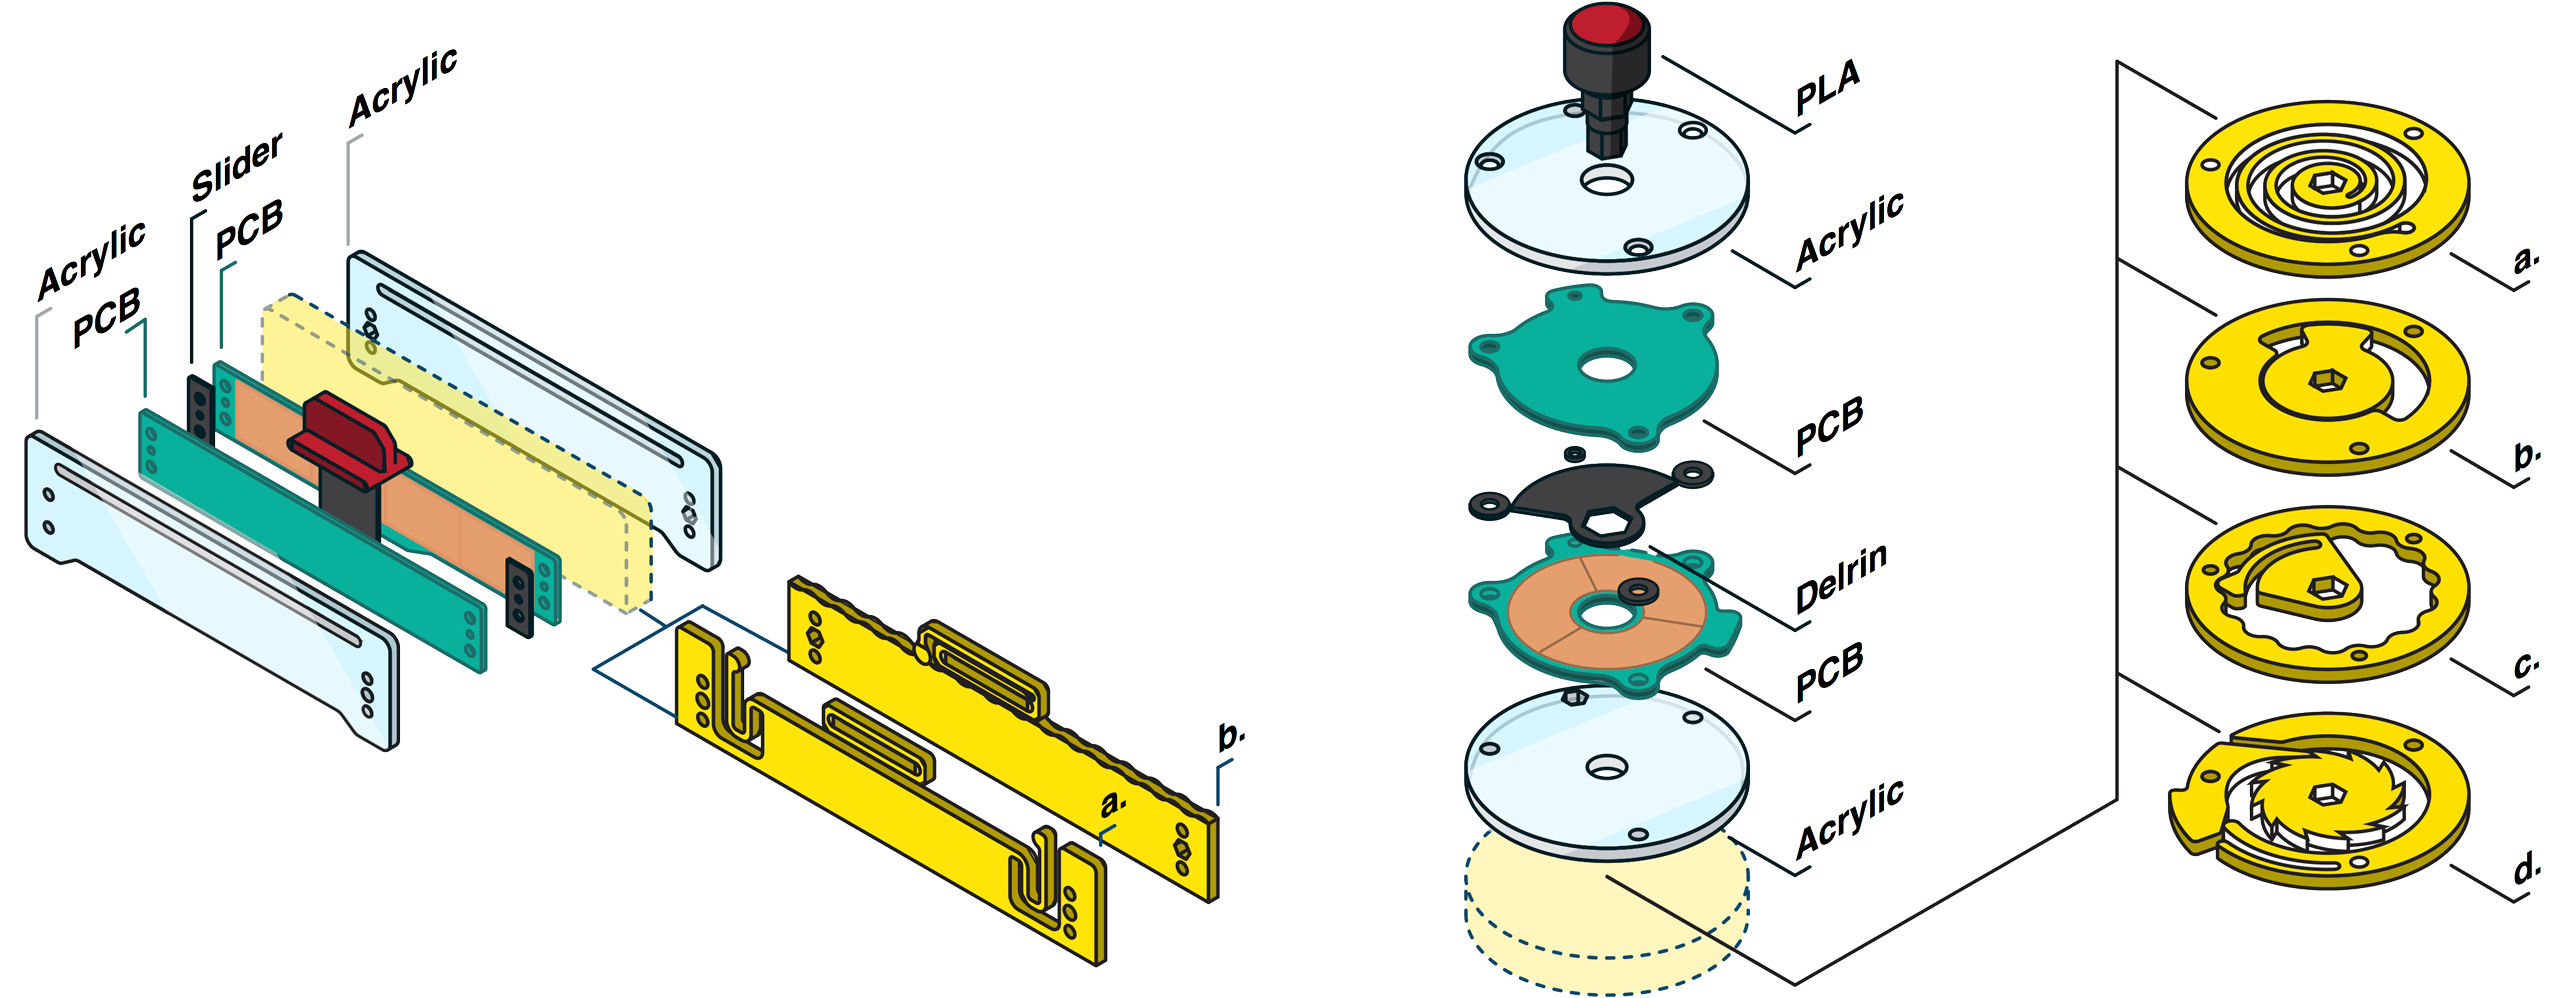 Acrylic
Slider
PCB
Acrylic
PCB
a.
b.
PLA
Acrylic
PCB
Delrin
PCB
Acrylic
a.
b.
c.
d.